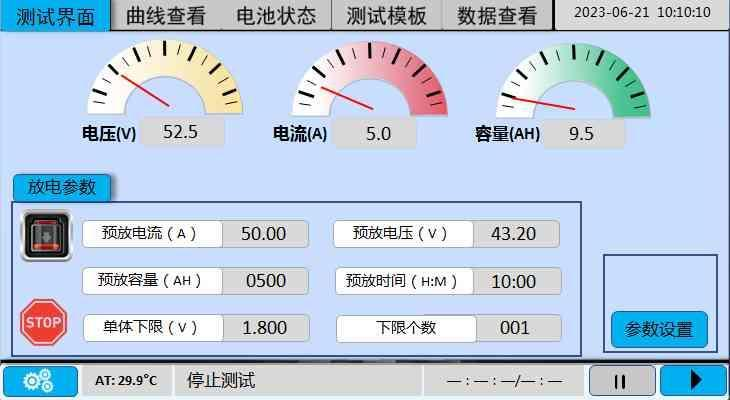 测试界面 曲线查看 电池状态 测试模板 数据查看 2023-06-21 10:10:10
电压(V) 52.5 电流(A) 5.0 容量(AH) 9.5
放电参数
预放电流（A） 50.00 预放电压（V） 43.20
预放容量（AH） 0500 预放时间（H:M） 10:00
STOP 单体下限（V） 1.800 下限个数 001
参数设置
AT: 29.9°C 停止测试 — : — : —/— : —